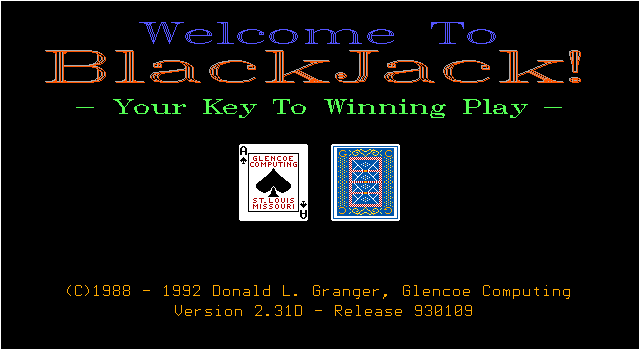 Welcome To
BlackJack!
- Your Key To Winning Play -
A
GLENCOE
COMPUTING
ST.LOUIS
MISSOURI
A
(C)1988 - 1992 Donald L. Granger, Glencoe Computing
Version 2.31D - Release 930109